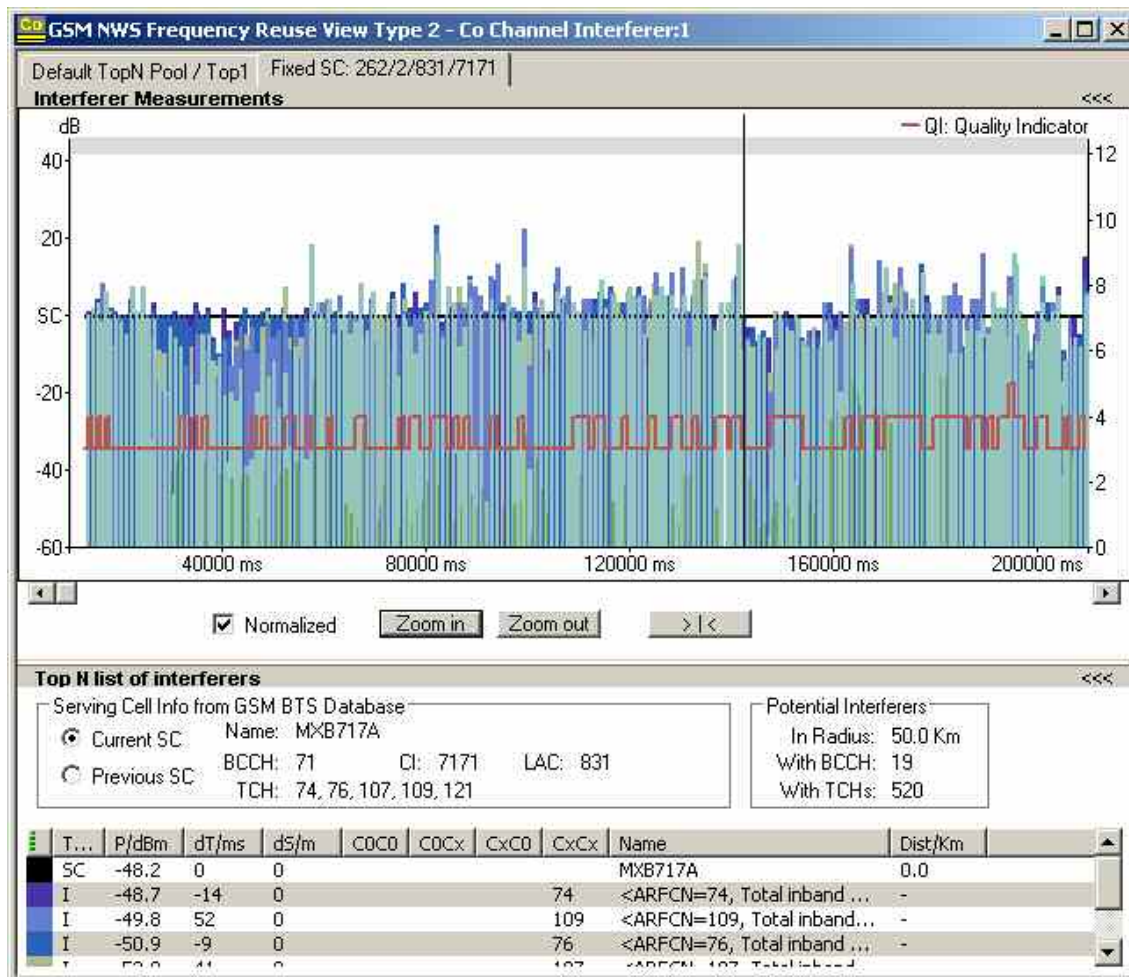 Co GSM NWS Frequency Reuse View Type 2 - Co Channel Interferer:1
Default TopN Pool / Top1 Fixed SC: 262/2/831/7171
Interferer Measurements <<<
dB QI: Quality Indicator
40 12
20 10
8
SC
6
-20
4
-40
2
-60 0
40000 ms 80000 ms 120000 ms 160000 ms 200000 ms
Normalized Zoom in Zoom out > | <
Top N list of interferers <<<
Serving Cell Info from GSM BTS Database Potential Interferers
Current SC Name: MXB717A In Radius: 50.0 Km
BCCH: 71 CI: 7171 LAC: 831 With BCCH: 19
Previous SC TCH: 74, 76, 107, 109, 121 With TCHs: 520
T... P/dBm dT/ms dS/m C0C0 C0Cx CxC0 CxCx Name Dist/Km
SC -48.2 0 0 MXB717A 0.0
I -48.7 -14 0 74 <ARFCN=74, Total inband ... -
I -49.8 52 0 109 <ARFCN=109, Total inband... -
I -50.9 -9 0 76 <ARFCN=76, Total inband ... -